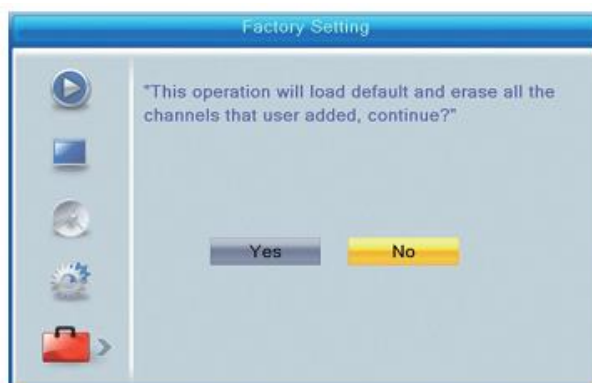 Factory Setting
"This operation will load default and erase all the
channels that user added, continue?"
Yes No